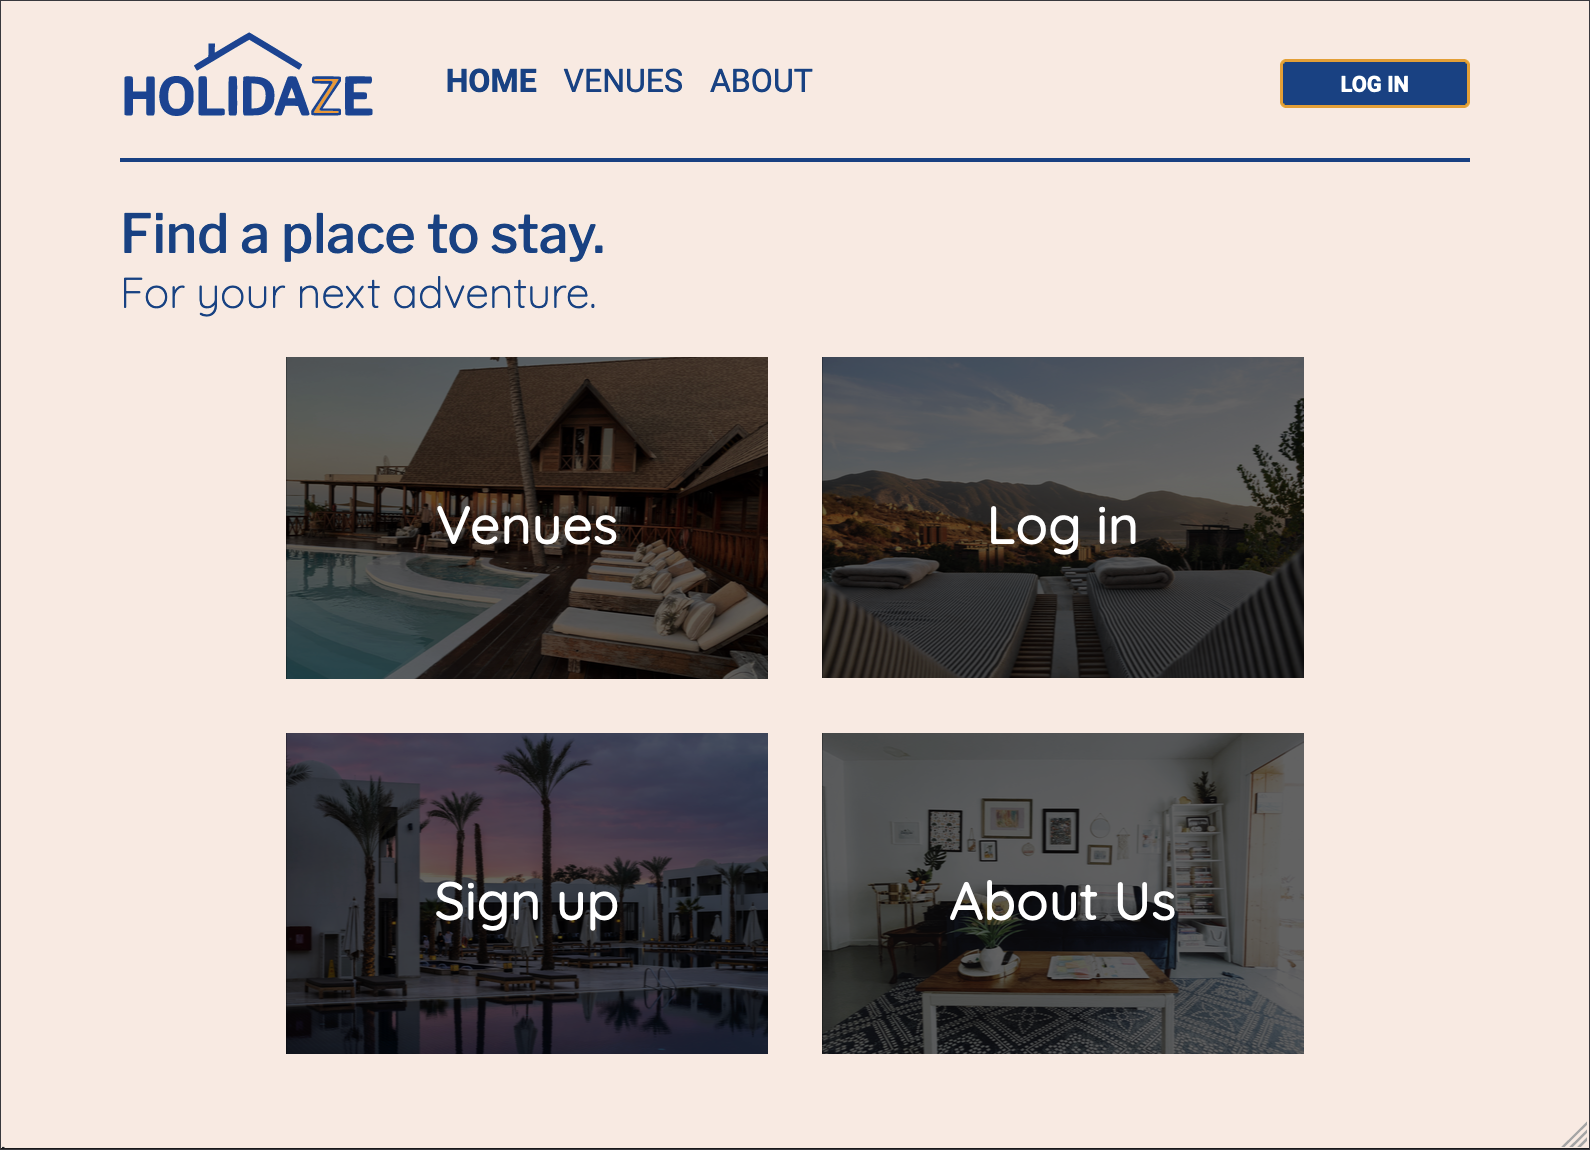 HOLIDAZE
HOME VENUES ABOUT
LOG IN
Find a place to stay.
For your next adventure.
Venues
Log in
Sign up
About Us